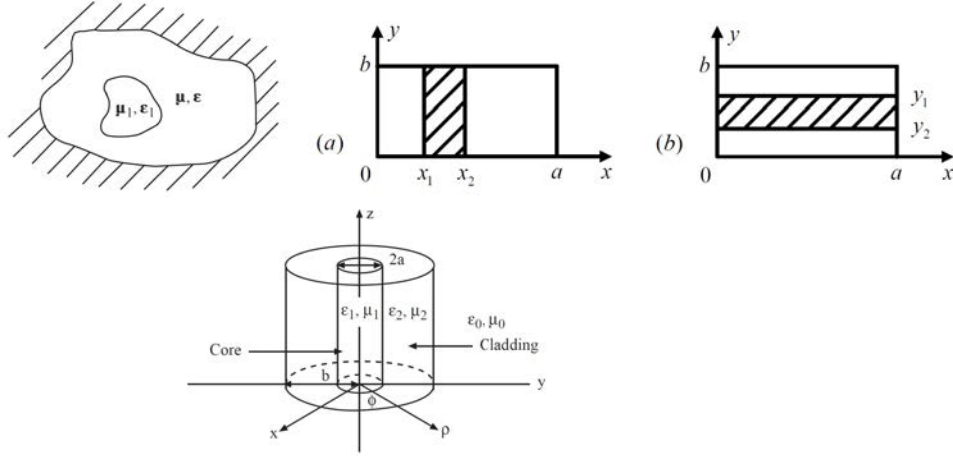 μ₁, ε₁
μ, ε
(a)
y
b
0
x₁
x₂
a
x
(b)
y
b
y₁
y₂
0
a
x
z
2a
ε₁, μ₁
ε₂, μ₂
ε₀, μ₀
Core
Cladding
b
y
ϕ
x
ρ